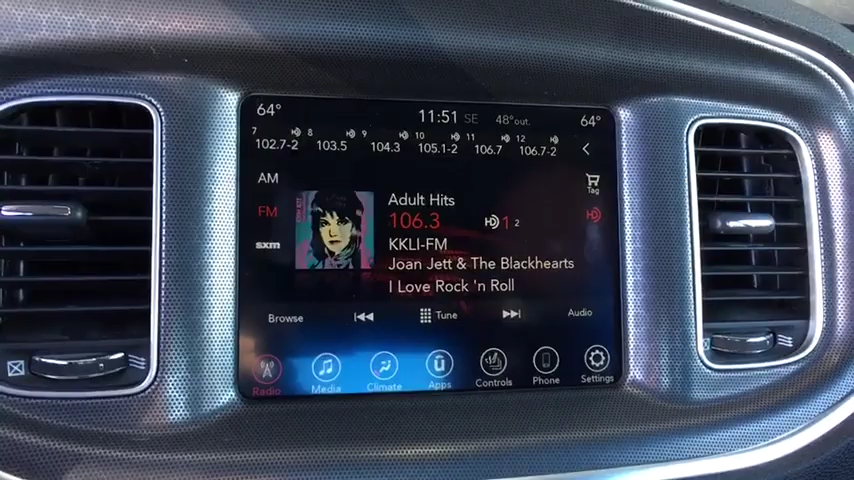 64° 11:51 SE 48°out. 64°
7 8 9 10 11 12
102.7-2 103.5 104.3 105.1-2 106.7 106.7-2
AM
Adult Hits
Tag
FM 106.3 HD 1 2 HD
KKLI-FM
sxm
Joan Jett & The Blackhearts
I Love Rock 'n Roll
Browse Tune Audio
Radio Media Climate Apps Controls Phone Settings